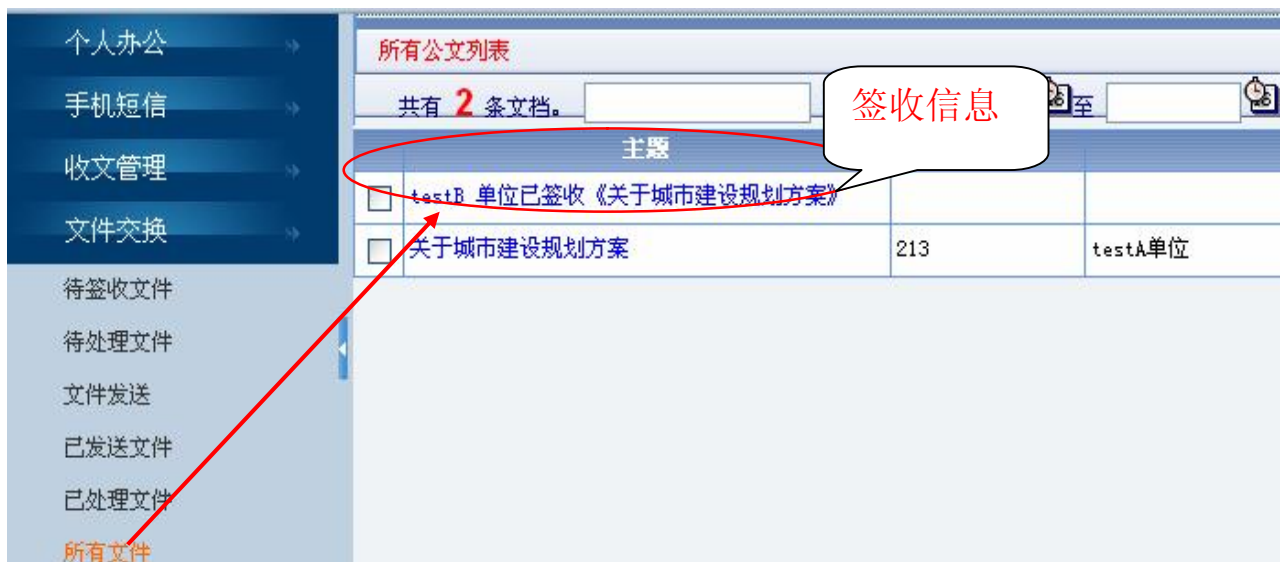 个人办公
手机短信
收文管理
文件交换
待签收文件
待处理文件
文件发送
已发送文件
已处理文件
所有文件
所有公文列表
共有 2 条文档。
至
签收信息
主题
testB 单位已签收《关于城市建设规划方案》
关于城市建设规划方案 213 testA单位